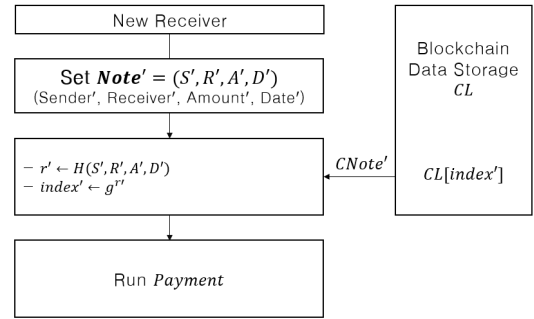 New Receiver
Set Note′ = (S′, R′, A′, D′)
(Sender′, Receiver′, Amount′, Date′)
− r′ ← H(S′, R′, A′, D′)
− index′ ← g^r′
Run Payment
CNote′
Blockchain
Data Storage
CL
CL[index′]